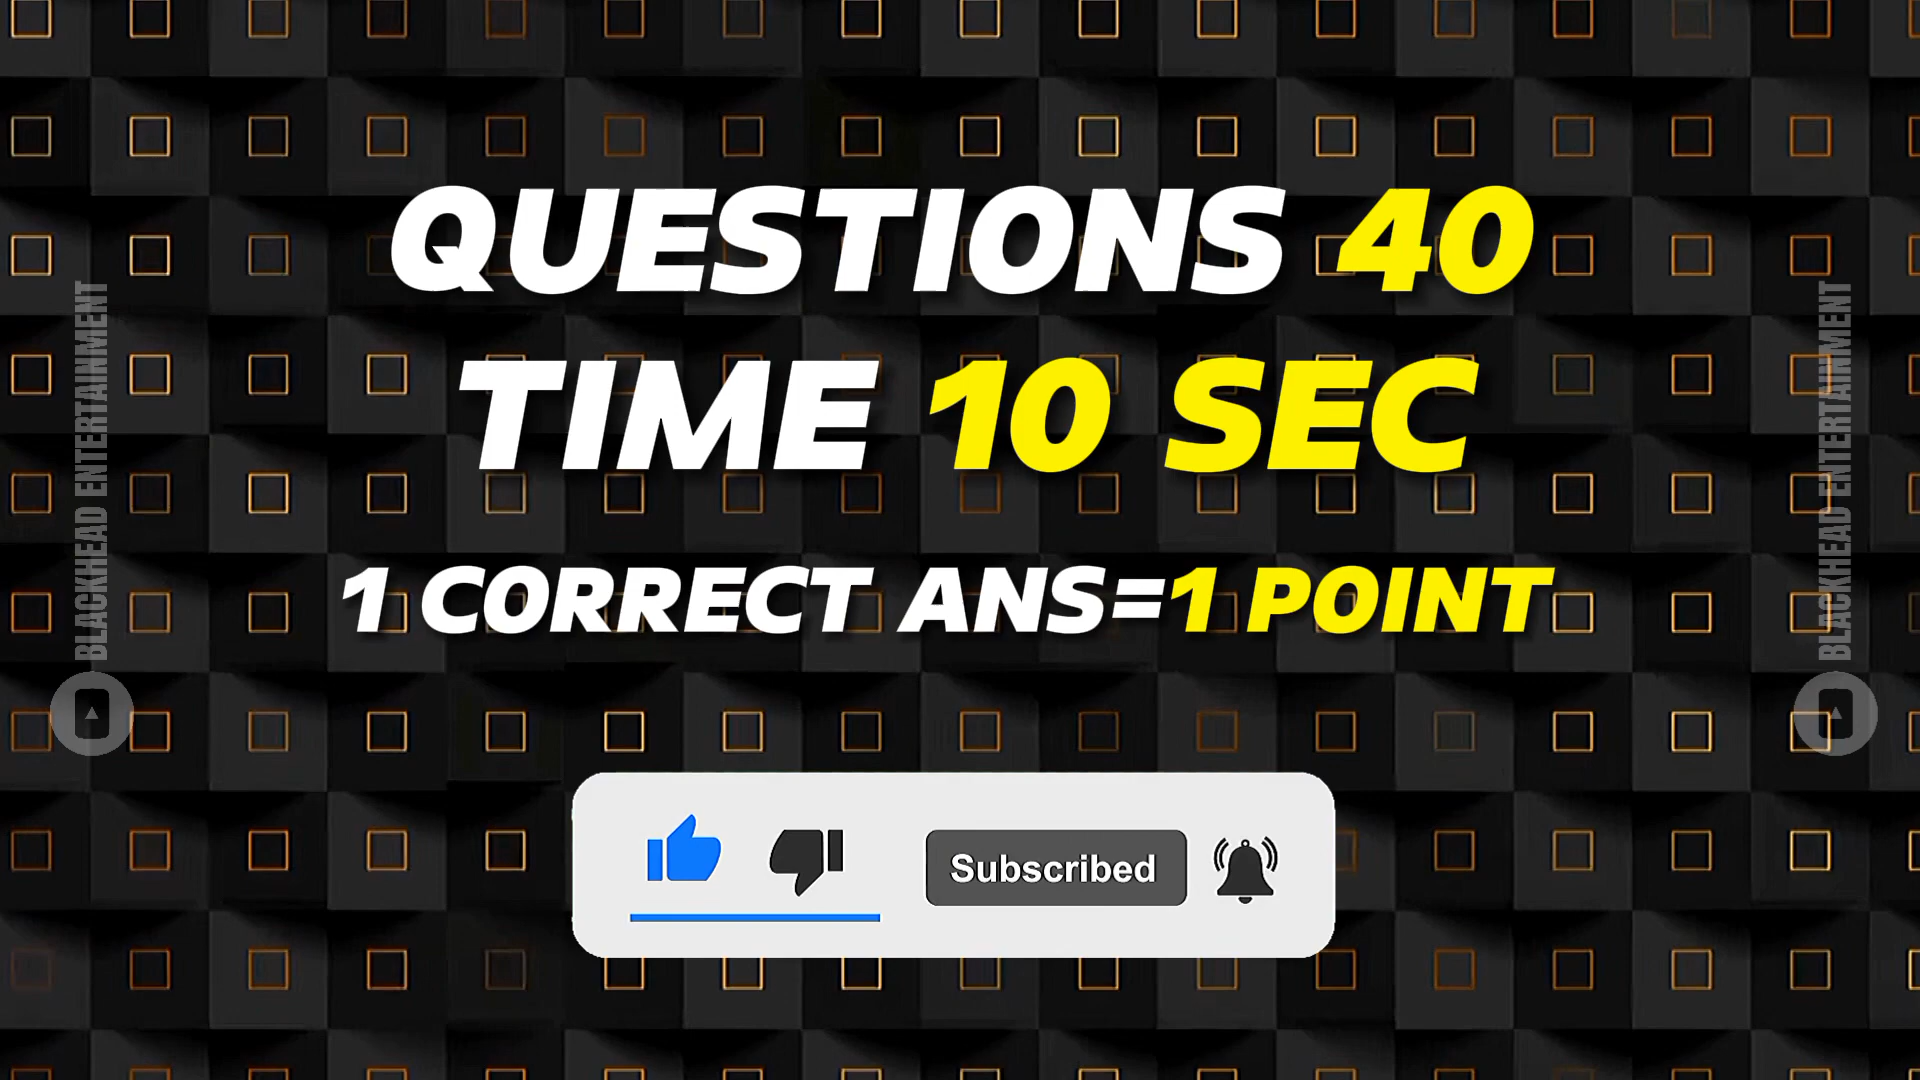 QUESTIONS 40
TIME 10 SEC
1 CORRECT ANS=1 POINT
Subscribed
BLACKHEAD ENTERTAINMENT
BLACKHEAD ENTERTAINMENT